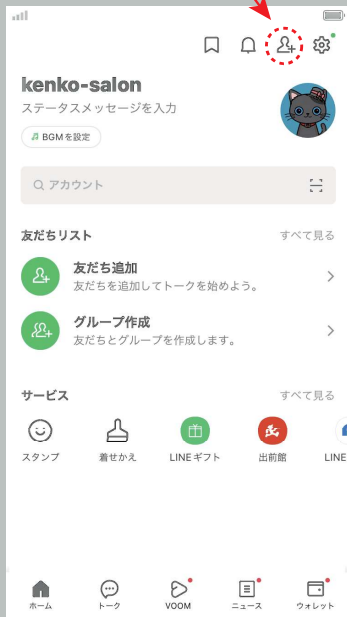 kenko-salon
ステータスメッセージを入力
BGMを設定
アカウント
友だちリスト
すべて見る
友だち追加
友だちを追加してトークを始めよう。
グループ作成
友だちとグループを作成します。
サービス
すべて見る
スタンプ
着せかえ
LINEギフト
出前館
LINE
ホーム
トーク
VOOM
ニュース
ウォレット